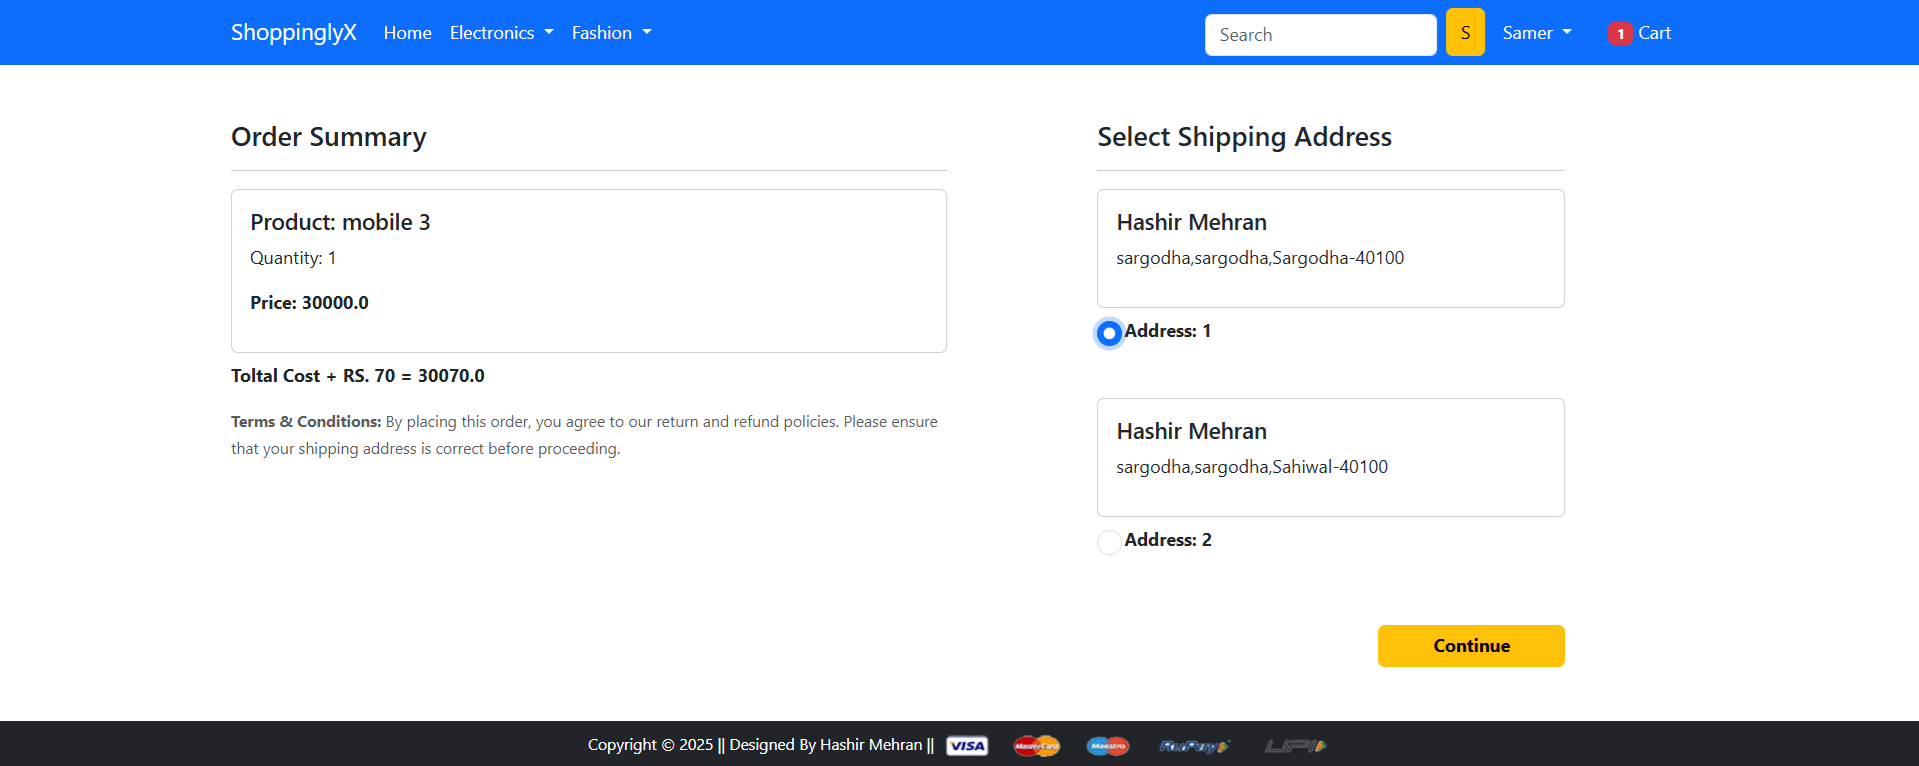 ShoppinglyX Home Electronics Fashion Search S Samer 1 Cart
Order Summary
Product: mobile 3
Quantity: 1
Price: 30000.0
Toltal Cost + RS. 70 = 30070.0
Terms & Conditions: By placing this order, you agree to our return and refund policies. Please ensure
that your shipping address is correct before proceeding.
Select Shipping Address
Hashir Mehran
sargodha,sargodha,Sargodha-40100
Address: 1
Hashir Mehran
sargodha,sargodha,Sahiwal-40100
Address: 2
Continue
Copyright © 2025 || Designed By Hashir Mehran || VISA MasterCard Maestro RuPay UPI